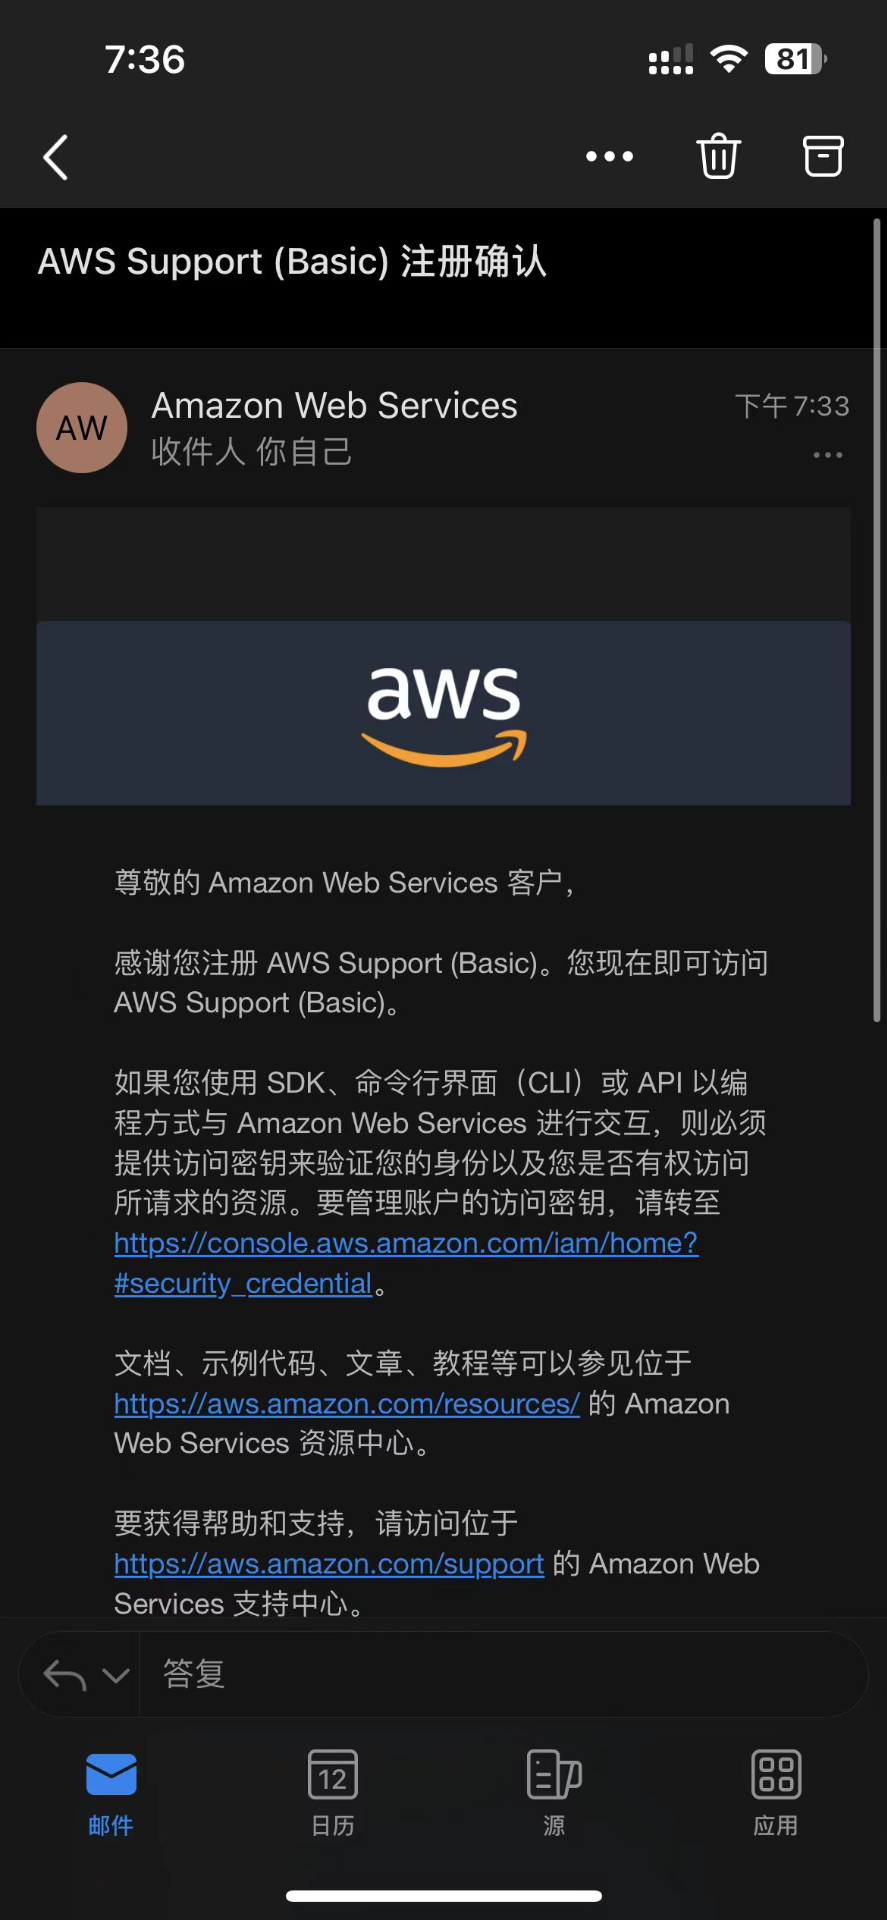 7:36
81
AWS Support (Basic) 注册确认
AW
Amazon Web Services
下午 7:33
收件人 你自己
aws
尊敬的 Amazon Web Services 客户，
感谢您注册 AWS Support (Basic)。您现在即可访问
AWS Support (Basic)。
如果您使用 SDK、命令行界面（CLI）或 API 以编
程方式与 Amazon Web Services 进行交互，则必须
提供访问密钥来验证您的身份以及您是否有权访问
所请求的资源。要管理账户的访问密钥，请转至
https://console.aws.amazon.com/iam/home?
#security_credential。
文档、示例代码、文章、教程等可以参见位于
https://aws.amazon.com/resources/ 的 Amazon
Web Services 资源中心。
要获得帮助和支持，请访问位于
https://aws.amazon.com/support 的 Amazon Web
Services 支持中心。
答复
12
邮件
日历
源
应用